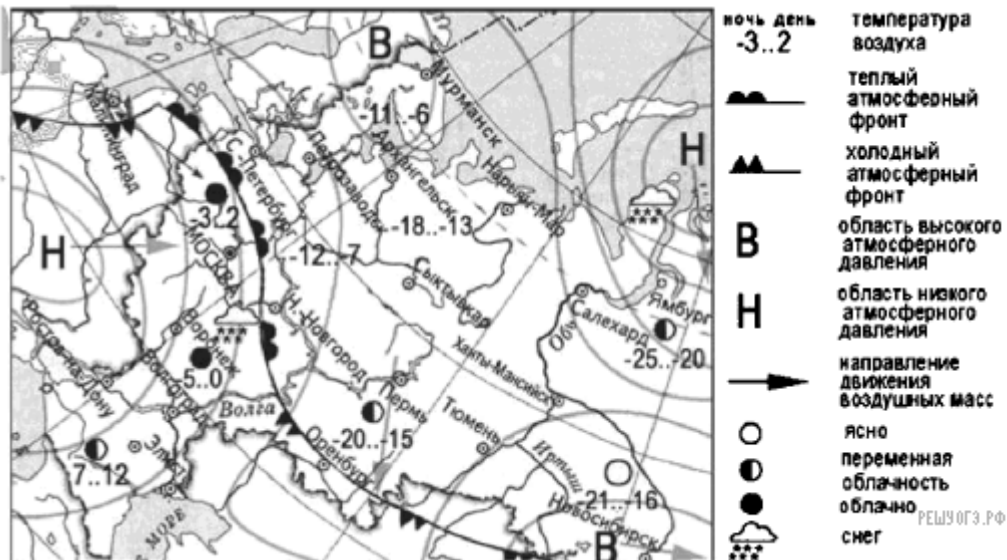 В
Мурманск
-11..-6
Калининград
С.-Петербург
Петрозаводск
Архангельск
Нарьян-Мар
Н
-3..2
-18..-13
Н
МОСКВА
-12..-7
Сыктывкар
Н.-Новгород
Ямбург
Салехард
Обь
-25..-20
Воронеж
Ростов-на-Дону
-5..0
Ханты-Мансийск
Волга
Пермь
Тюмень
-20..-15
Оренбург
Иртыш
7..12
Элиста
-21..-16
Новосибирск
МОРЕ
В
ночь день
-3..2
температура
воздуха
теплый
атмосферный
фронт
холодный
атмосферный
фронт
В
область высокого
атмосферного
давления
Н
область низкого
атмосферного
давления
направление
движения
воздушных масс
ясно
переменная
облачность
облачно
снег
РЕШУОГЭ.РФ